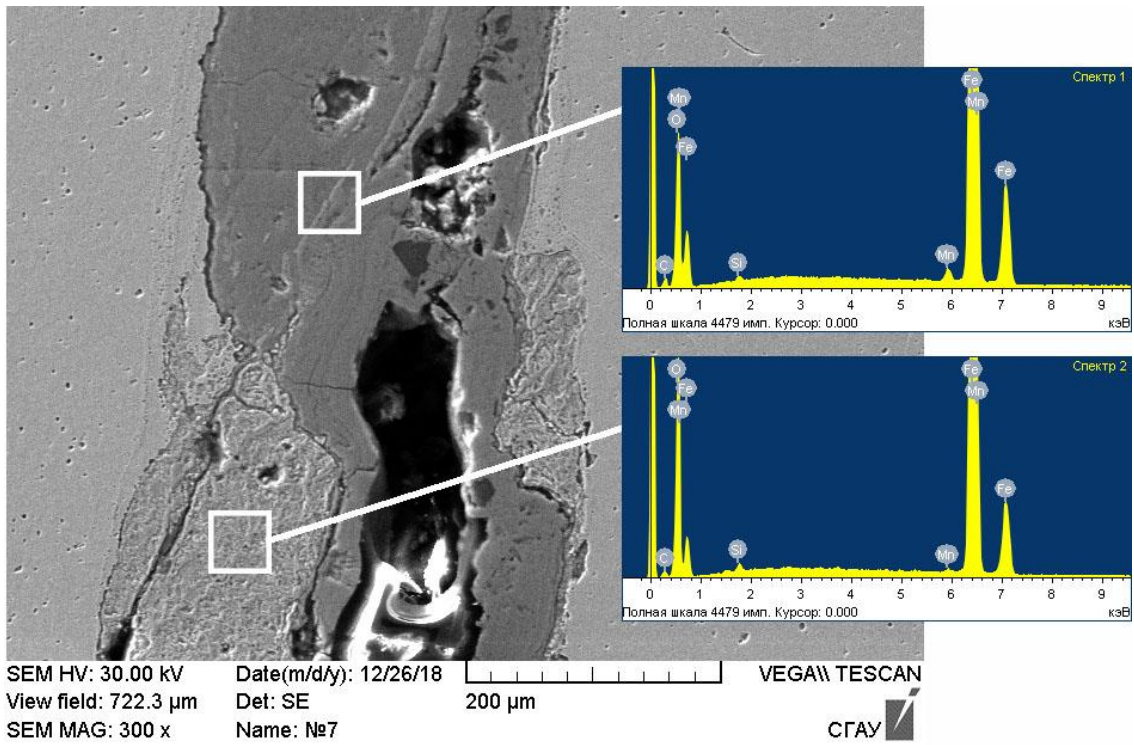 Спектр 1
Fe
Mn
Mn
O
Fe
Fe
C
Si
Mn
0 1 2 3 4 5 6 7 8 9
Полная шкала 4479 имп. Курсор: 0.000 кэВ
Спектр 2
O
Fe
Fe
Mn
Mn
Fe
C
Si
Mn
0 1 2 3 4 5 6 7 8 9
Полная шкала 4479 имп. Курсор: 0.000 кэВ
SEM HV: 30.00 kV Date(m/d/y): 12/26/18 VEGA\\ TESCAN
View field: 722.3 µm Det: SE 200 µm
SEM MAG: 300 x Name: №7 СГАУ